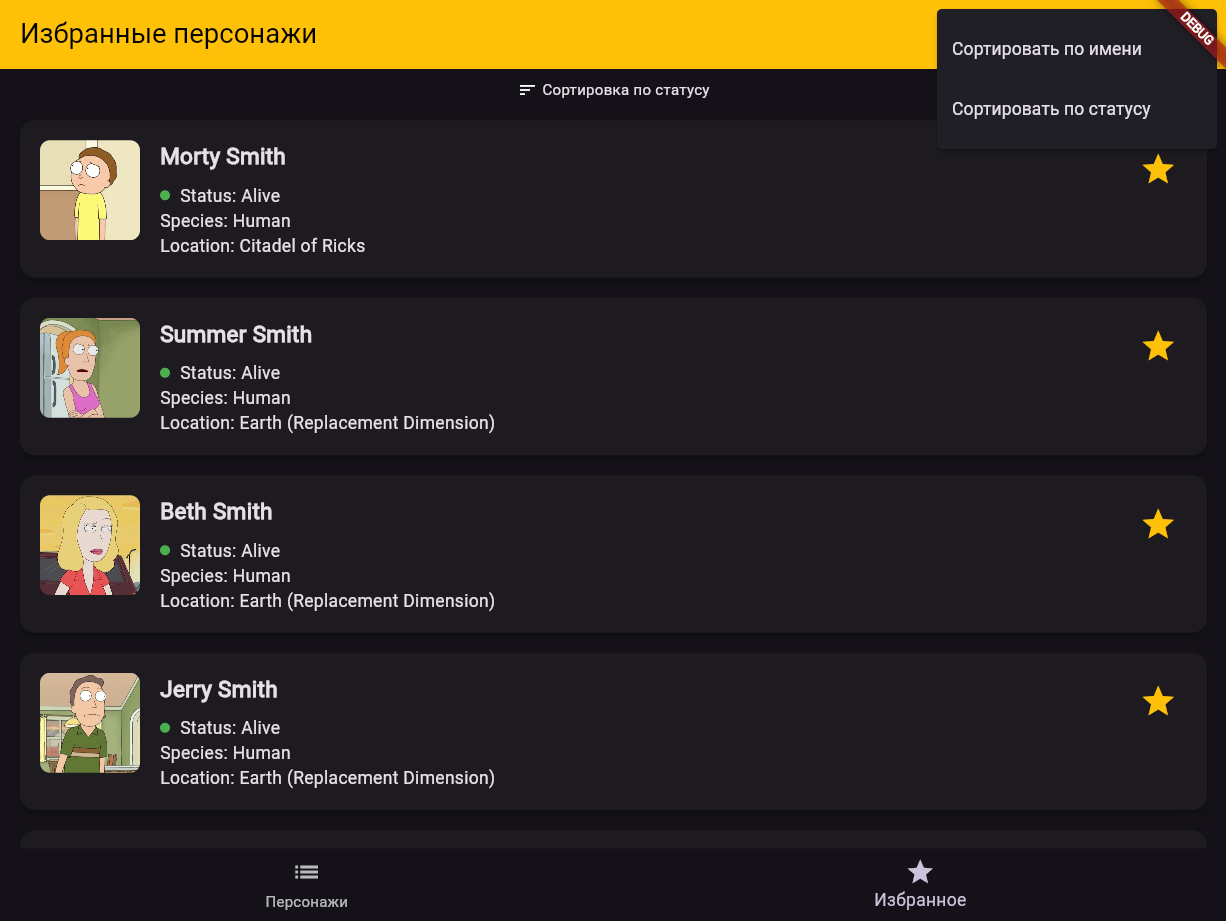 Избранные персонажи
DEBUG
Сортировать по имени
Сортировать по статусу
Сортировка по статусу
Morty Smith
Status: Alive
Species: Human
Location: Citadel of Ricks
Summer Smith
Status: Alive
Species: Human
Location: Earth (Replacement Dimension)
Beth Smith
Status: Alive
Species: Human
Location: Earth (Replacement Dimension)
Jerry Smith
Status: Alive
Species: Human
Location: Earth (Replacement Dimension)
Персонажи
Избранное